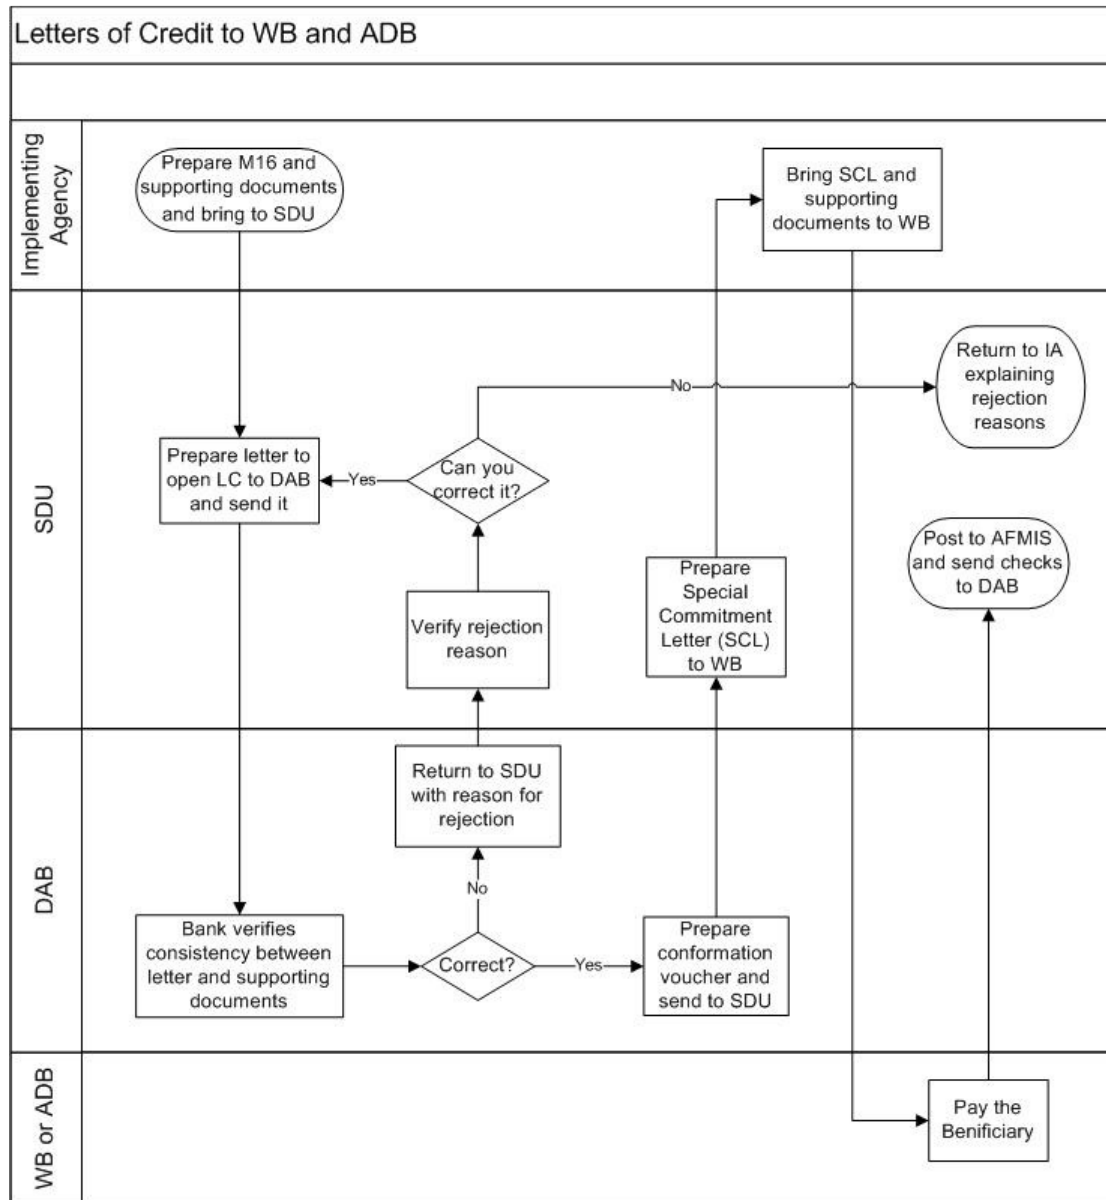 Letters of Credit to WB and ADB
Implementing
Agency
Prepare M16 and
supporting documents
and bring to SDU
Bring SCL and
supporting
documents to WB
SDU
Return to IA
explaining
rejection
reasons
No
Prepare letter to
open LC to DAB
and send it
Yes
Can you
correct it?
Post to AFMIS
and send checks
to DAB
Verify rejection
reason
Prepare
Special
Commitment
Letter (SCL)
to WB
DAB
Return to SDU
with reason for
rejection
No
Bank verifies
consistency between
letter and supporting
documents
Correct?
Yes
Prepare
conformation
voucher and
send to SDU
WB or ADB
Pay the
Benificiary